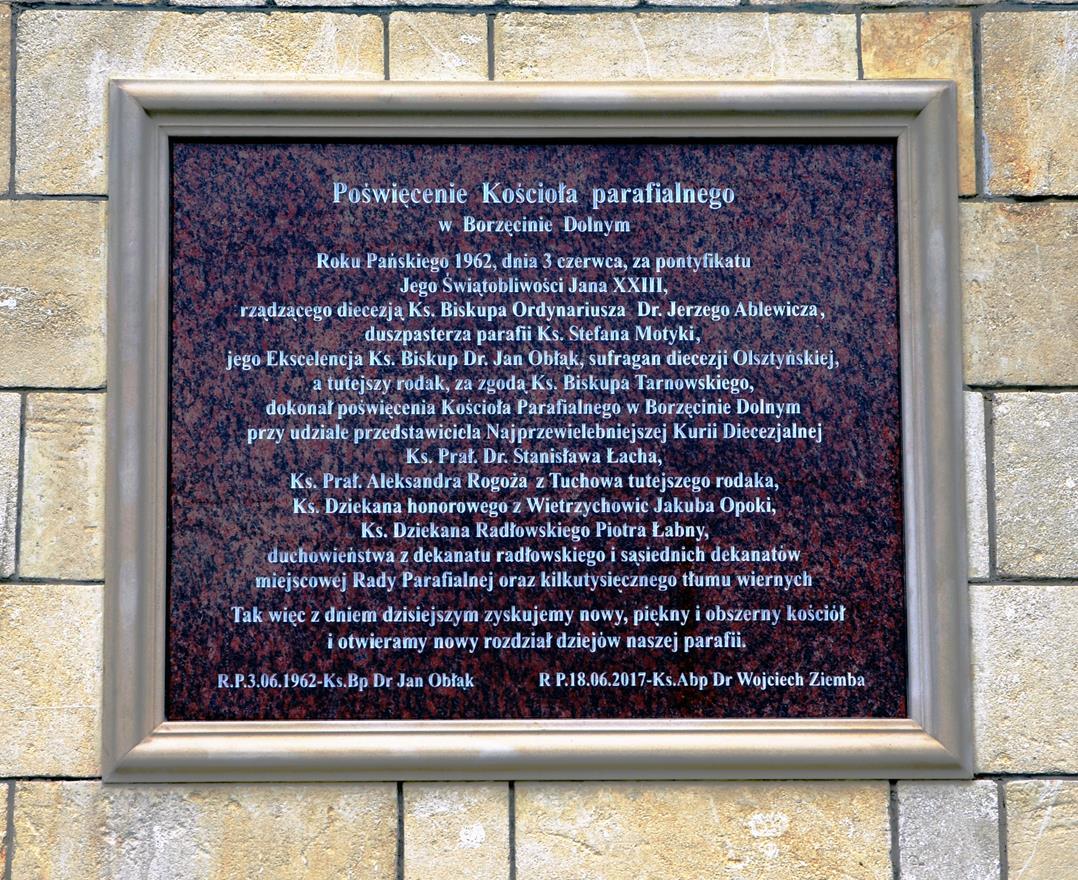 Poświęcenie Kościoła parafialnego
w Borzęcinie Dolnym
Roku Pańskiego 1962, dnia 3 czerwca, za pontyfikatu
Jego Świątobliwości Jana XXIII,
rządzącego diecezją Ks. Biskupa Ordynariusza Dr. Jerzego Ablewicza,
duszpasterza parafii Ks. Stefana Motyki,
jego Ekscelencja Ks. Biskup Dr. Jan Obłąk, sufragan diecezji Olsztyńskiej,
a tutejszy rodak, za zgoda Ks. Biskupa Tarnowskiego,
dokonał poświęcenia Kościoła Parafialnego w Borzęcinie Dolnym
przy udziale przedstawiciela Najprzewielebniejszej Kurii Diecezjalnej
Ks. Prał. Dr. Stanisława Łacha,
Ks. Prał. Aleksandra Rogoża z Tuchowa tutejszego rodaka,
Ks. Dziekana honorowego z Wietrzychowic Jakuba Opoki,
Ks. Dziekana Radłowskiego Piotra Łabny,
duchowieństwa z dekanatu radłowskiego i sąsiednich dekanatów
miejscowej Rady Parafialnej oraz kilkutysięcznego tłumu wiernych
Tak więc z dniem dzisiejszym zyskujemy nowy, piękny i obszerny kościół
i otwieramy nowy rozdział dziejów naszej parafii.
R.P.3.06.1962-Ks.Bp Dr Jan Obłąk R P.18.06.2017-Ks.Abp Dr Wojciech Ziemba